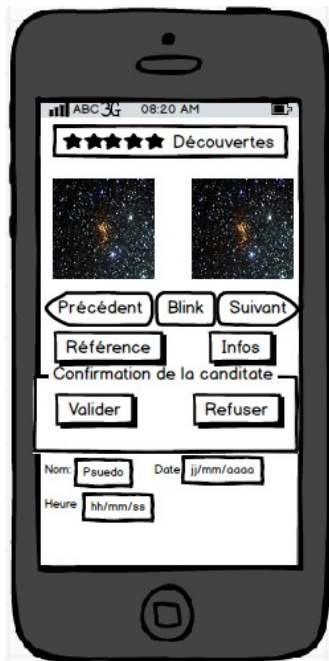 ABC 3G 08:20 AM
★★★★★ Découvertes
Précédent Blink Suivant
Référence Infos
Confirmation de la canditate
Valider Refuser
Nom: Psuedo Date jj/mm/aaaa
Heure hh/mm/ss